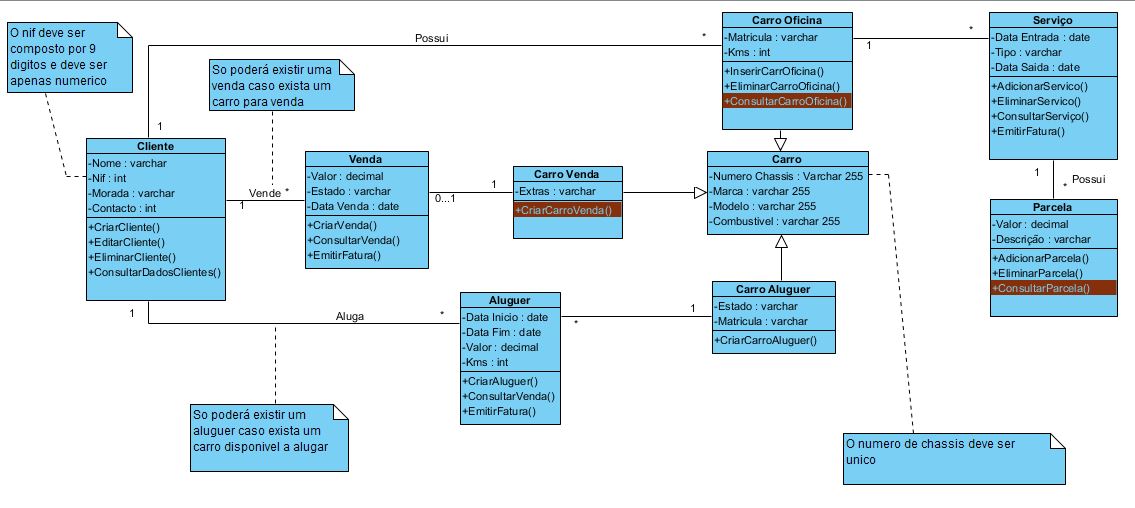 O nif deve ser
composto por 9
digitos e deve ser
apenas numerico
So poderá existir uma
venda caso exista um
carro para venda
Possui
*
1
Carro Oficina
-Matricula : varchar
-Kms : int
+InserirCarrOficina()
+EliminarCarroOficina()
+ConsultarCarroOficina()
1
*
Serviço
-Data Entrada : date
-Tipo : varchar
-Data Saida : date
+AdicionarServico()
+EliminarServico()
+ConsultarServiço()
+EmitirFatura()
Cliente
-Nome : varchar
-Nif : int
-Morada : varchar
-Contacto : int
+CriarCliente()
+EditarCliente()
+EliminarCliente()
+ConsultarDadosClientes()
Vende
*
1
Venda
-Valor : decimal
-Estado : varchar
-Data Venda : date
+CriarVenda()
+ConsultarVenda()
+EmitirFatura()
0...1
1
Carro Venda
-Extras : varchar
+CriarCarroVenda()
Carro
-Numero Chassis : Varchar 255
-Marca : varchar 255
-Modelo : varchar 255
-Combustivel : varchar 255
1
*
Possui
Parcela
-Valor : decimal
-Descrição : varchar
+AdicionarParcela()
+EliminarParcela()
+ConsultarParcela()
1
Aluga
*
Aluguer
-Data Inicio : date
-Data Fim : date
-Valor : decimal
-Kms : int
+CriarAluguer()
+ConsultarVenda()
+EmitirFatura()
*
1
Carro Aluguer
-Estado : varchar
-Matricula : varchar
+CriarCarroAluguer()
So poderá existir um
aluguer caso exista um
carro disponivel a alugar
O numero de chassis deve ser
unico